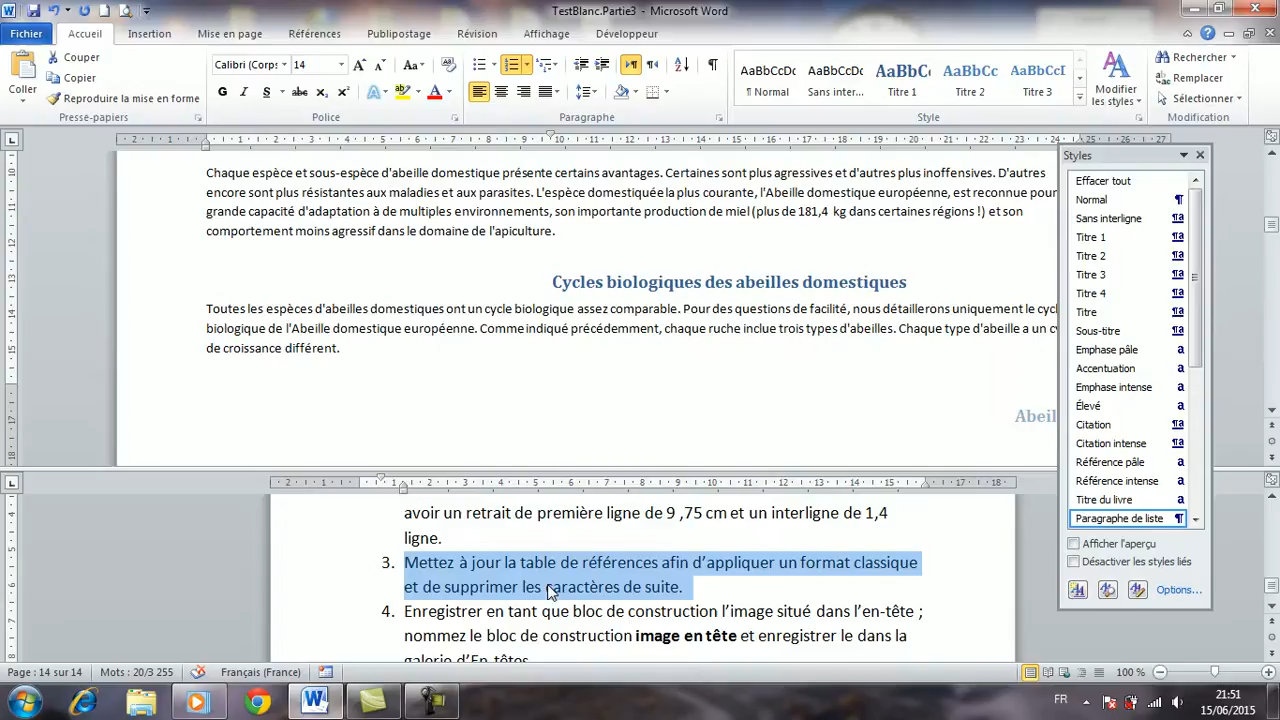 TestBlanc.Partie3 - Microsoft Word
Fichier Accueil Insertion Mise en page Références Publipostage Révision Affichage Développeur
Coller
Couper
Copier
Reproduire la mise en forme
Presse-papiers
Calibri (Corps 14
G I S abc x₂ x² A ab A
Police
Paragraphe
AaBbCcDc AaBbCcDc AaBbC AaBbCc AaBbCcI
¶ Normal Sans inter... Titre 1 Titre 2 Titre 3
Modifier
les styles
Style
Rechercher
Remplacer
Sélectionner
Modification
Chaque espèce et sous-espèce d'abeille domestique présente certains avantages. Certaines sont plus agressives et d'autres plus inoffensives. D'autres
encore sont plus résistantes aux maladies et aux parasites. L'espèce domestiquée la plus courante, l'Abeille domestique européenne, est reconnue pour
grande capacité d'adaptation à de multiples environnements, son importante production de miel (plus de 181,4 kg dans certaines régions !) et son
comportement moins agressif dans le domaine de l'apiculture.
Cycles biologiques des abeilles domestiques
Toutes les espèces d'abeilles domestiques ont un cycle biologique assez comparable. Pour des questions de facilité, nous détaillerons uniquement le cycl
biologique de l'Abeille domestique européenne. Comme indiqué précédemment, chaque ruche inclue trois types d'abeilles. Chaque type d'abeille a un c
de croissance différent.
Abeil
Styles
Effacer tout
Normal
Sans interligne
Titre 1
Titre 2
Titre 3
Titre 4
Titre
Sous-titre
Emphase pâle
Accentuation
Emphase intense
Élevé
Citation
Citation intense
Référence pâle
Référence intense
Titre du livre
Paragraphe de liste
Afficher l'aperçu
Désactiver les styles liés
Options...
avoir un retrait de première ligne de 9 ,75 cm et un interligne de 1,4
ligne.
3. Mettez à jour la table de références afin d’appliquer un format classique
et de supprimer les caractères de suite.
4. Enregistrer en tant que bloc de construction l’image situé dans l’en-tête ;
nommez le bloc de construction image en tête et enregistrer le dans la
galerie d’En-têtes
Page : 14 sur 14 Mots : 20/3 255 Français (France) 100 %
FR 21:51
15/06/2015